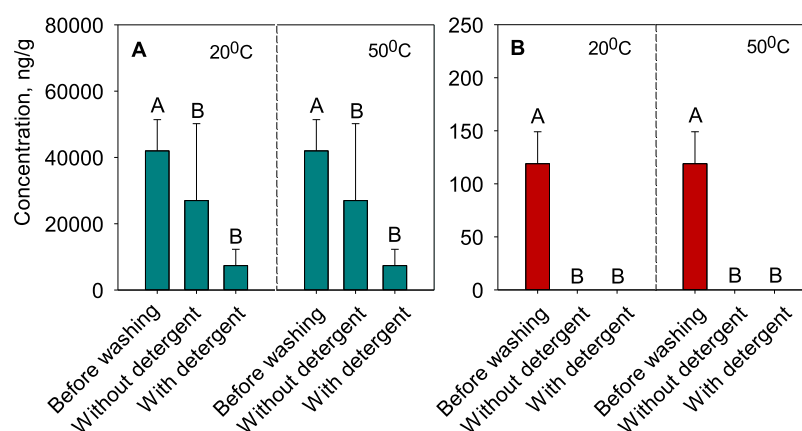 Concentration, ng/g
80000
60000
40000
20000
0
A
20⁰C
50⁰C
A
B
B
A
B
B
Before washing
Without detergent
With detergent
Before washing
Without detergent
With detergent
250
200
150
100
50
0
B
20⁰C
50⁰C
A
B
B
A
B
B
Before washing
Without detergent
With detergent
Before washing
Without detergent
With detergent